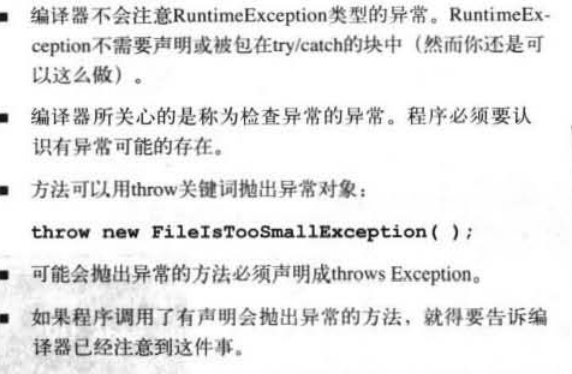 ■ 编译器不会注意RuntimeException类型的异常。RuntimeEx-
ception不需要声明或被包在try/catch的块中（然而你还是可
以这么做）。
■ 编译器所关心的是称为检查异常的异常。程序必须要认
识有异常可能的存在。
■ 方法可以用throw关键词抛出异常对象：
throw new FileIsTooSmallException( );
■ 可能会抛出异常的方法必须声明成throws Exception。
■ 如果程序调用了有声明会抛出异常的方法，就得要告诉编
译器已经注意到这件事。